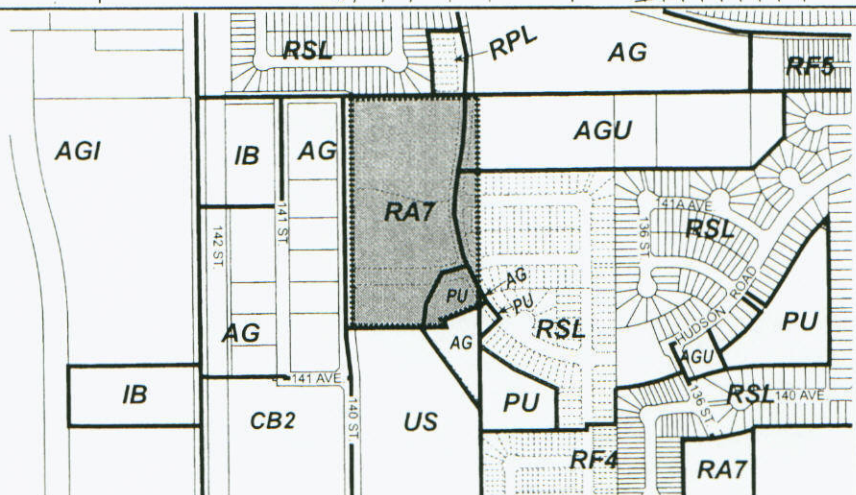 RSL
RPL
AG
RF5
AGI
IB
AG
AGU
RA7
141 ST.
142 ST.
141A AVE
136 ST.
RSL
HUDSON ROAD
PU
AG
PU
PU
AG
AG
RSL
AGU
IB
141 AVE
CB2
140 ST.
US
PU
RSL
140 AVE
136 ST.
RF4
RA7